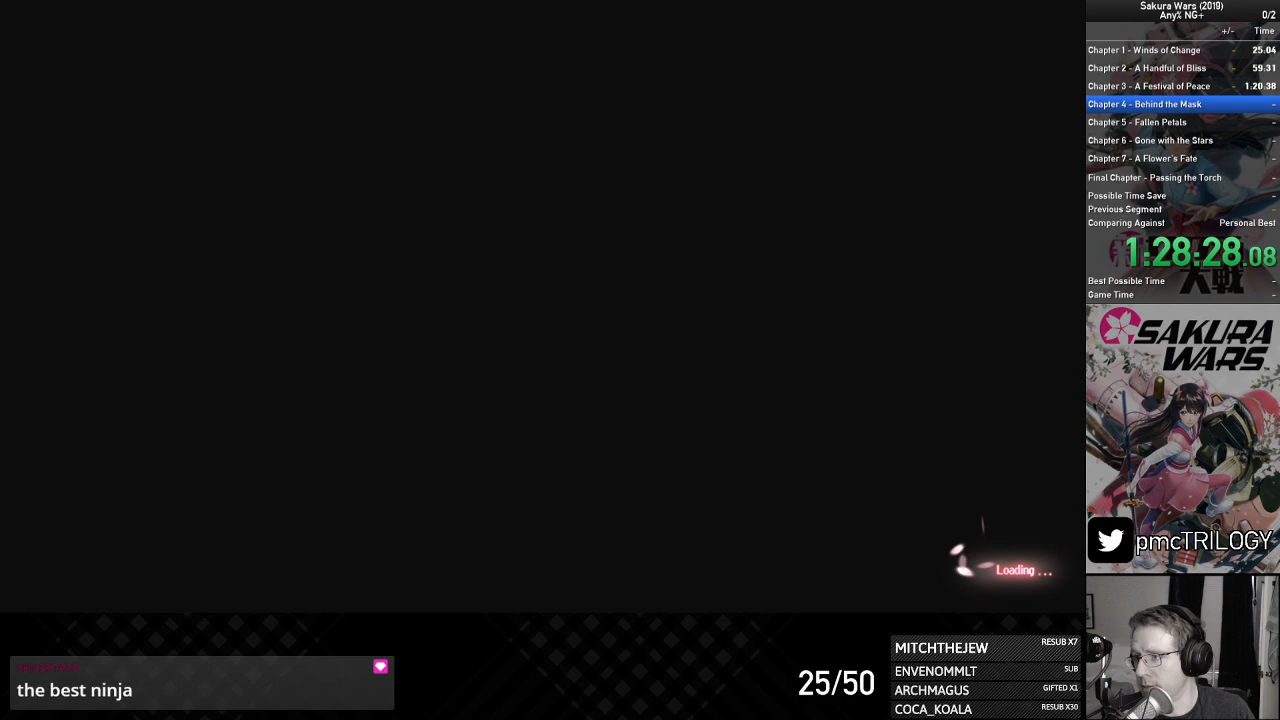 Sakura Wars (2019)
Any% NG+
0/2
+/- Time
Chapter 1 - Winds of Change - 25.04
Chapter 2 - A Handful of Bliss - 59.31
Chapter 3 - A Festival of Peace - 1:20:38
Chapter 4 - Behind the Mask -
Chapter 5 - Fallen Petals -
Chapter 6 - Gone with the Stars -
Chapter 7 - A Flower's Fate -
Final Chapter - Passing the Torch -
Possible Time Save -
Previous Segment
Comparing Against Personal Best
1:28:28.08
大戦
Best Possible Time -
Game Time -
SAKURA
WARS
pmcTRILOGY
Loading ...
the best ninja
25/50
MITCHTHEJEW RESUB X7
ENVENOMMLT SUB
ARCHMAGUS GIFTED X1
COCA_KOALA RESUB X30